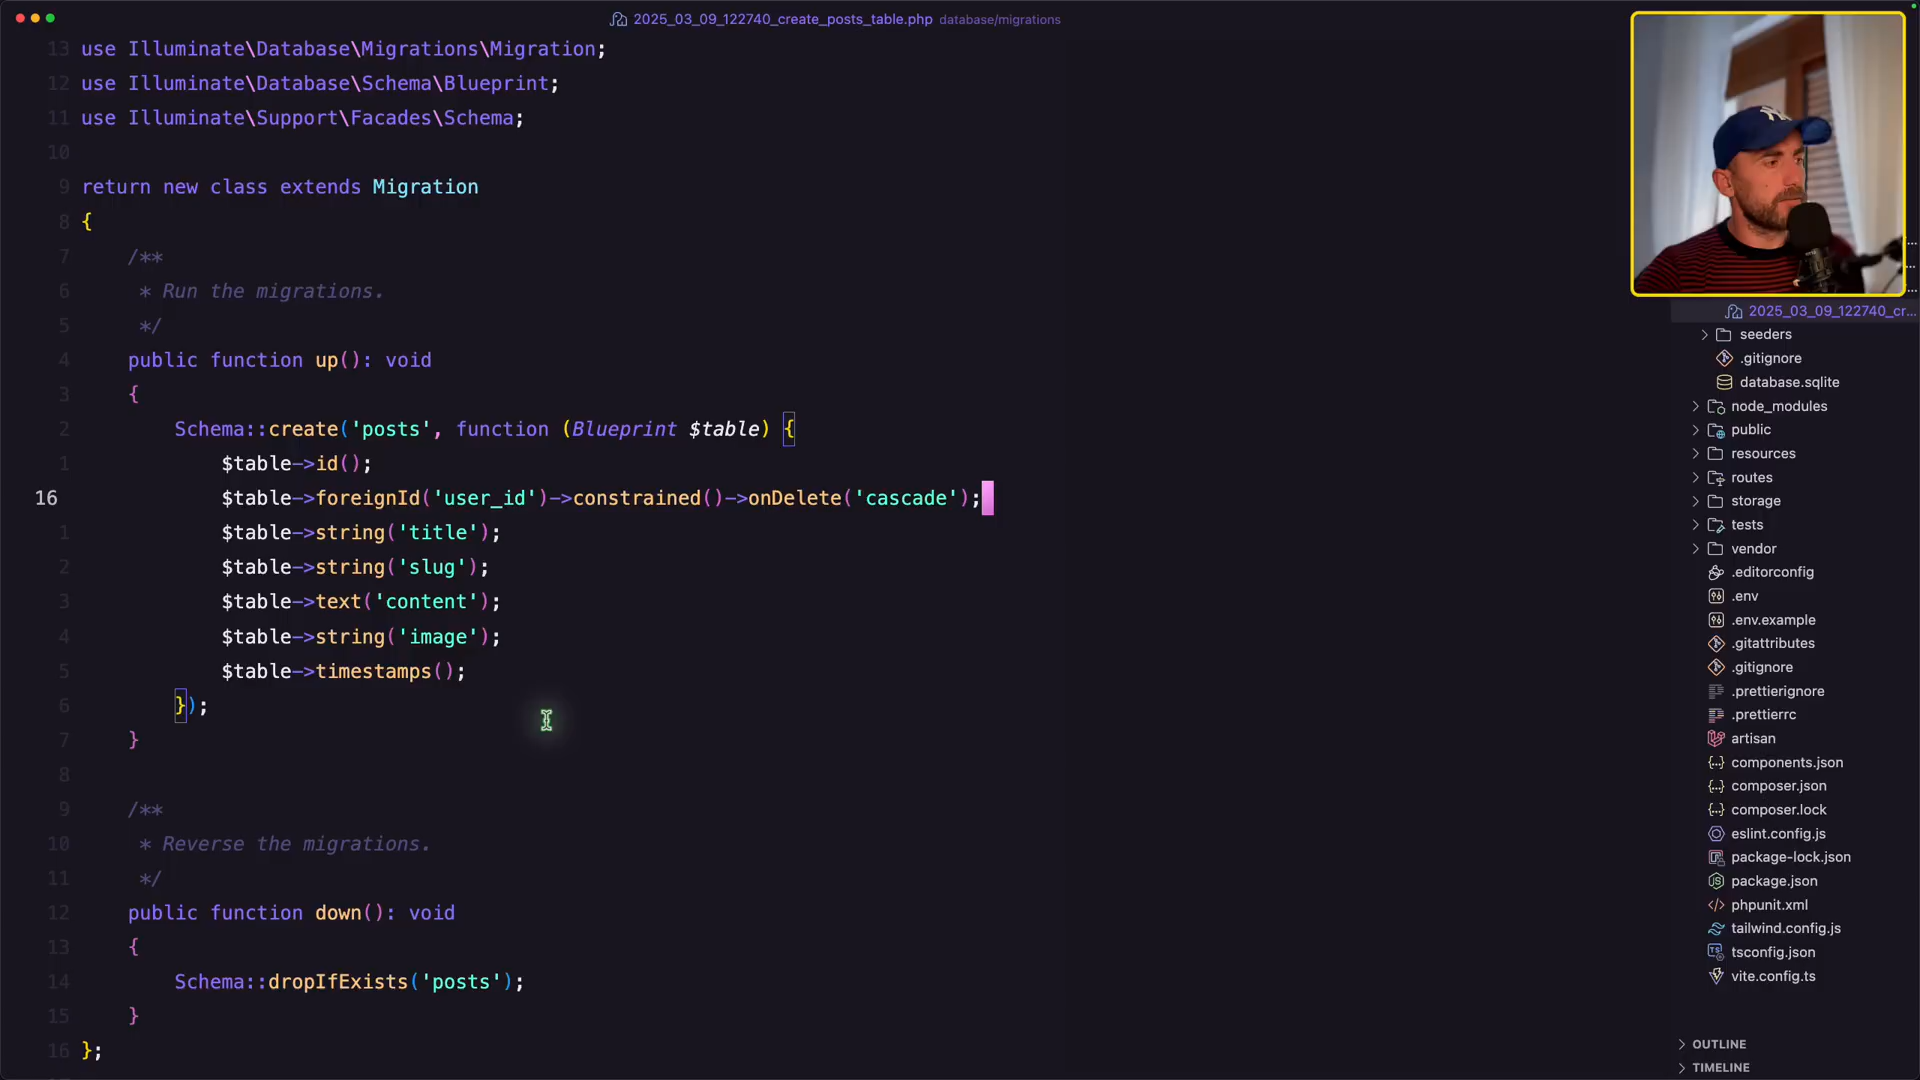 2025_03_09_122740_create_posts_table.php database/migrations
13 use Illuminate\Database\Migrations\Migration;
12 use Illuminate\Database\Schema\Blueprint;
11 use Illuminate\Support\Facades\Schema;
10
9 return new class extends Migration
8 {
7 /**
6 * Run the migrations.
5 */
4 public function up(): void
3 {
2 Schema::create('posts', function (Blueprint $table) {
1 $table->id();
16 $table->foreignId('user_id')->constrained()->onDelete('cascade');
1 $table->string('title');
2 $table->string('slug');
3 $table->text('content');
4 $table->string('image');
5 $table->timestamps();
6 });
7 }
8
9 /**
10 * Reverse the migrations.
11 */
12 public function down(): void
13 {
14 Schema::dropIfExists('posts');
15 }
16 };
2025_03_09_122740_cr...
seeders
.gitignore
database.sqlite
node_modules
public
resources
routes
storage
tests
vendor
.editorconfig
.env
.env.example
.gitattributes
.gitignore
.prettierignore
.prettierrc
artisan
components.json
composer.json
composer.lock
eslint.config.js
package-lock.json
package.json
phpunit.xml
tailwind.config.js
tsconfig.json
vite.config.ts
OUTLINE
TIMELINE